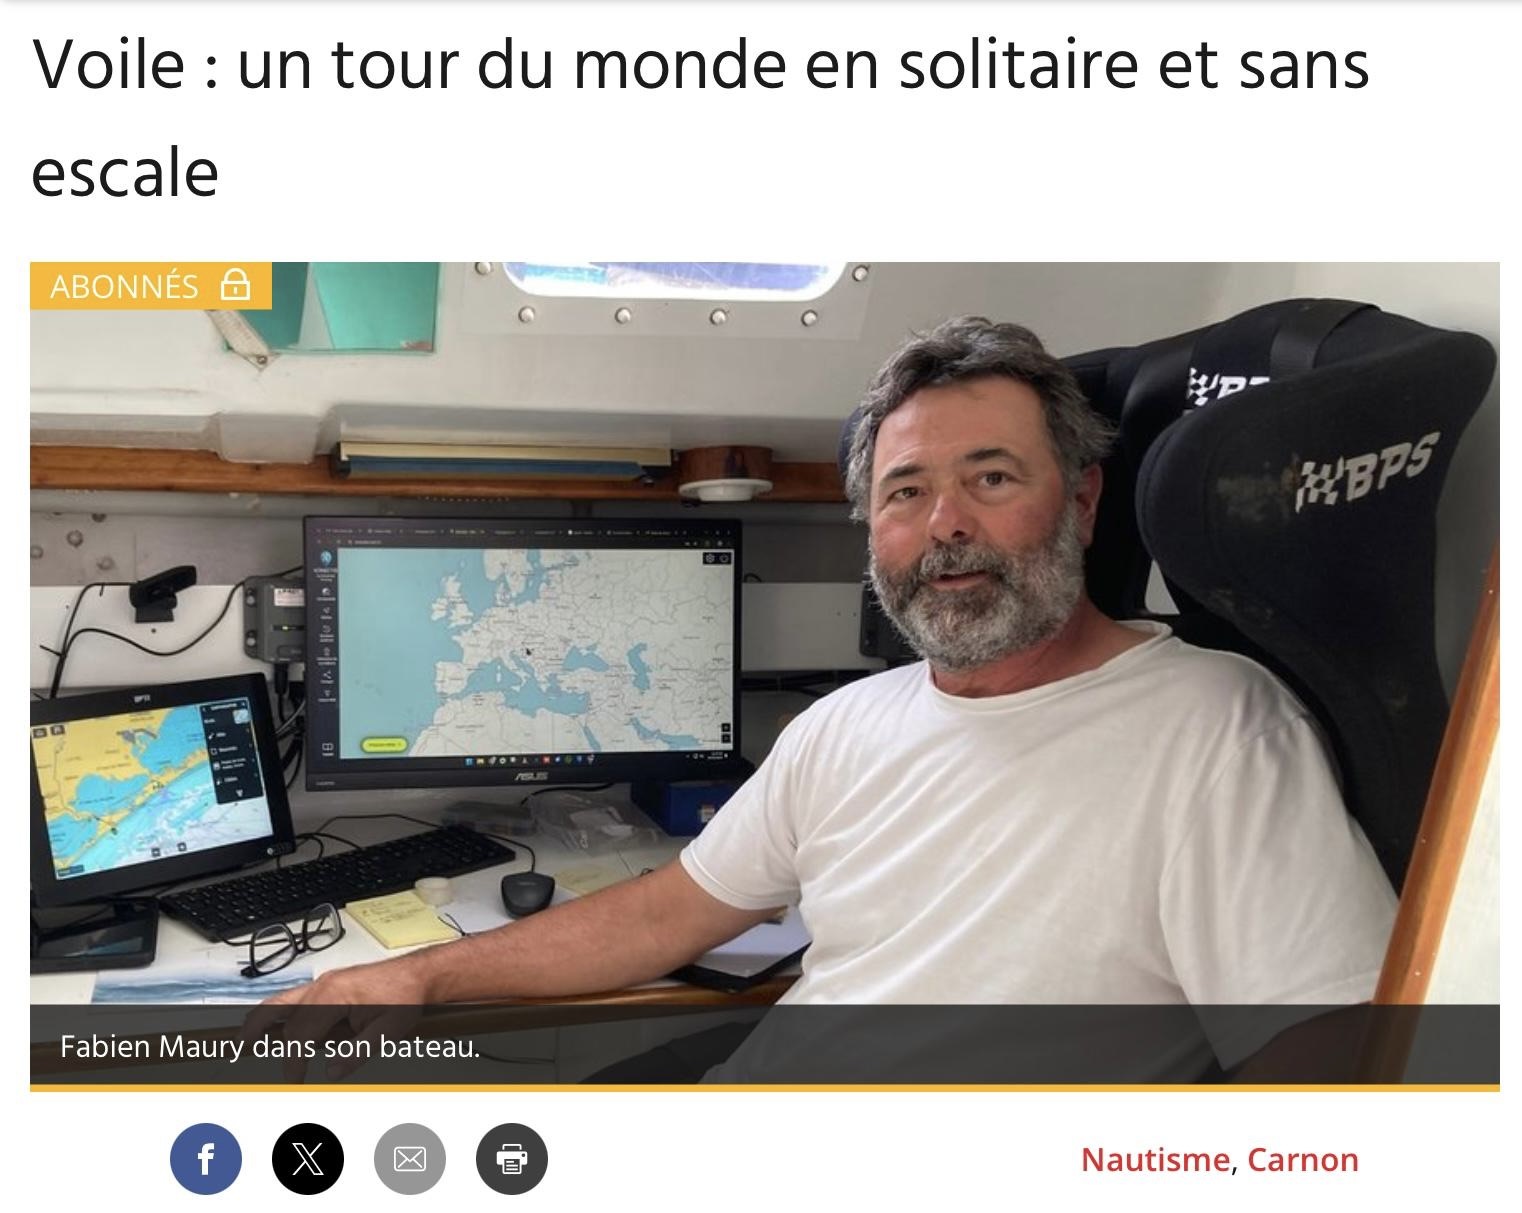 Voile : un tour du monde en solitaire et sans
escale
ABONNÉS
BPS
BPS
ASUS
Fabien Maury dans son bateau.
Nautisme, Carnon